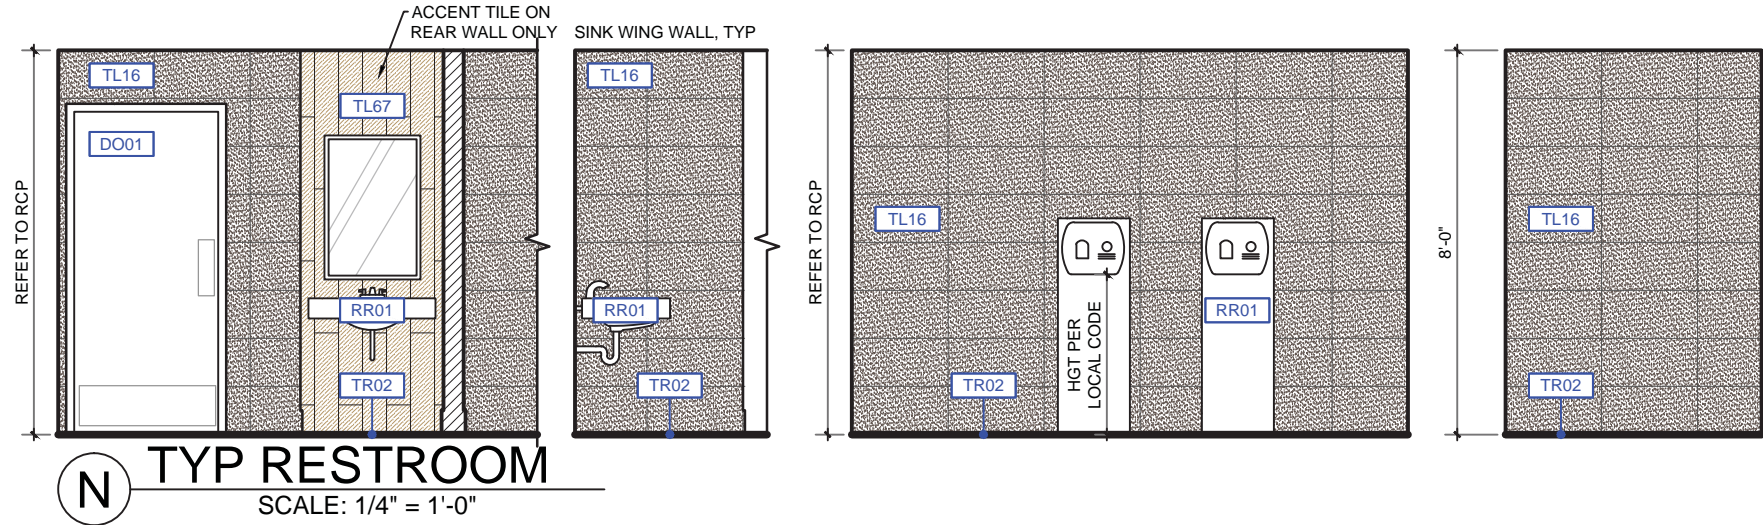 ACCENT TILE ON
REAR WALL ONLY
SINK WING WALL, TYP
REFER TO RCP
TL16
DO01
TL67
RR01
TR02
TL16
RR01
TR02
REFER TO RCP
TL16
TR02
HGT PER
LOCAL CODE
RR01
8'-0"
TL16
TR02
N
TYP RESTROOM
SCALE: 1/4" = 1'-0"